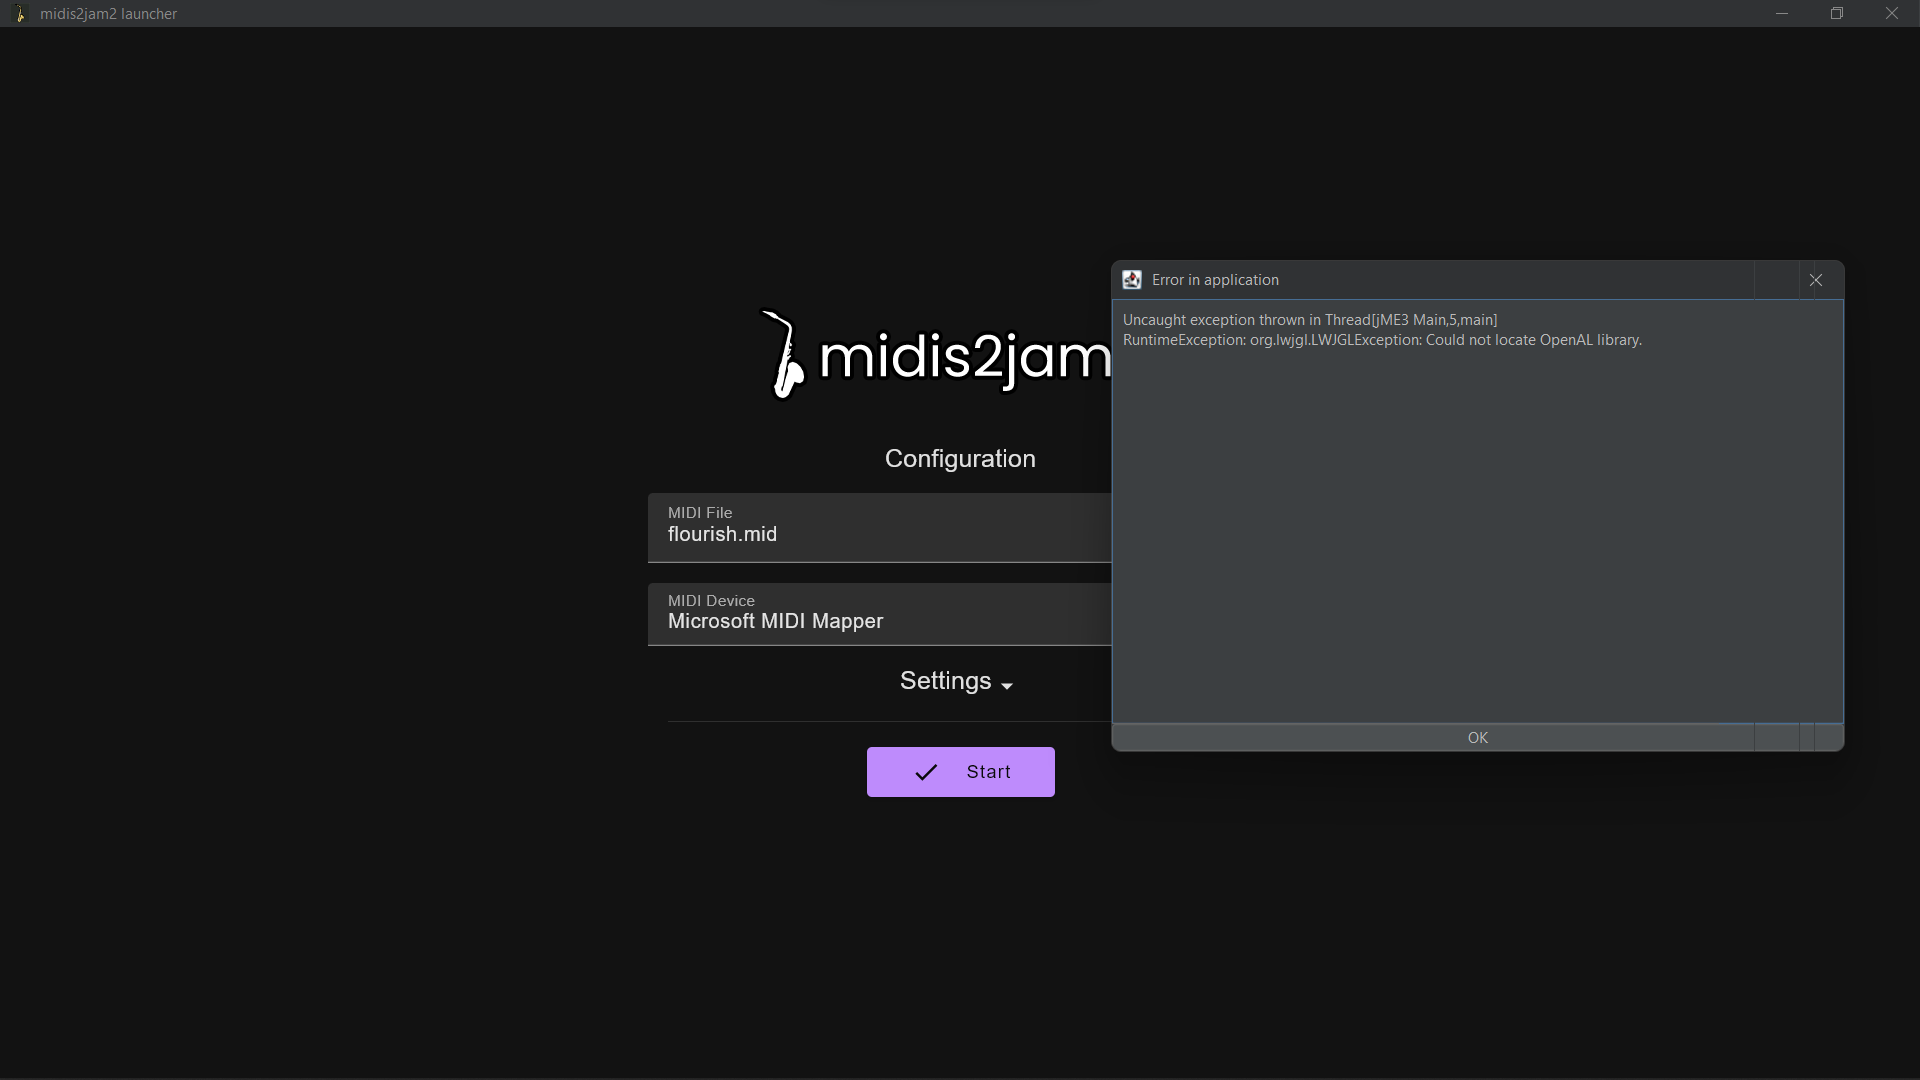 midis2jam2 launcher
midis2jam
Configuration
MIDI File
flourish.mid
MIDI Device
Microsoft MIDI Mapper
Settings
Start
Error in application
Uncaught exception thrown in Thread[jME3 Main,5,main]
RuntimeException: org.lwjgl.LWJGLException: Could not locate OpenAL library.
OK